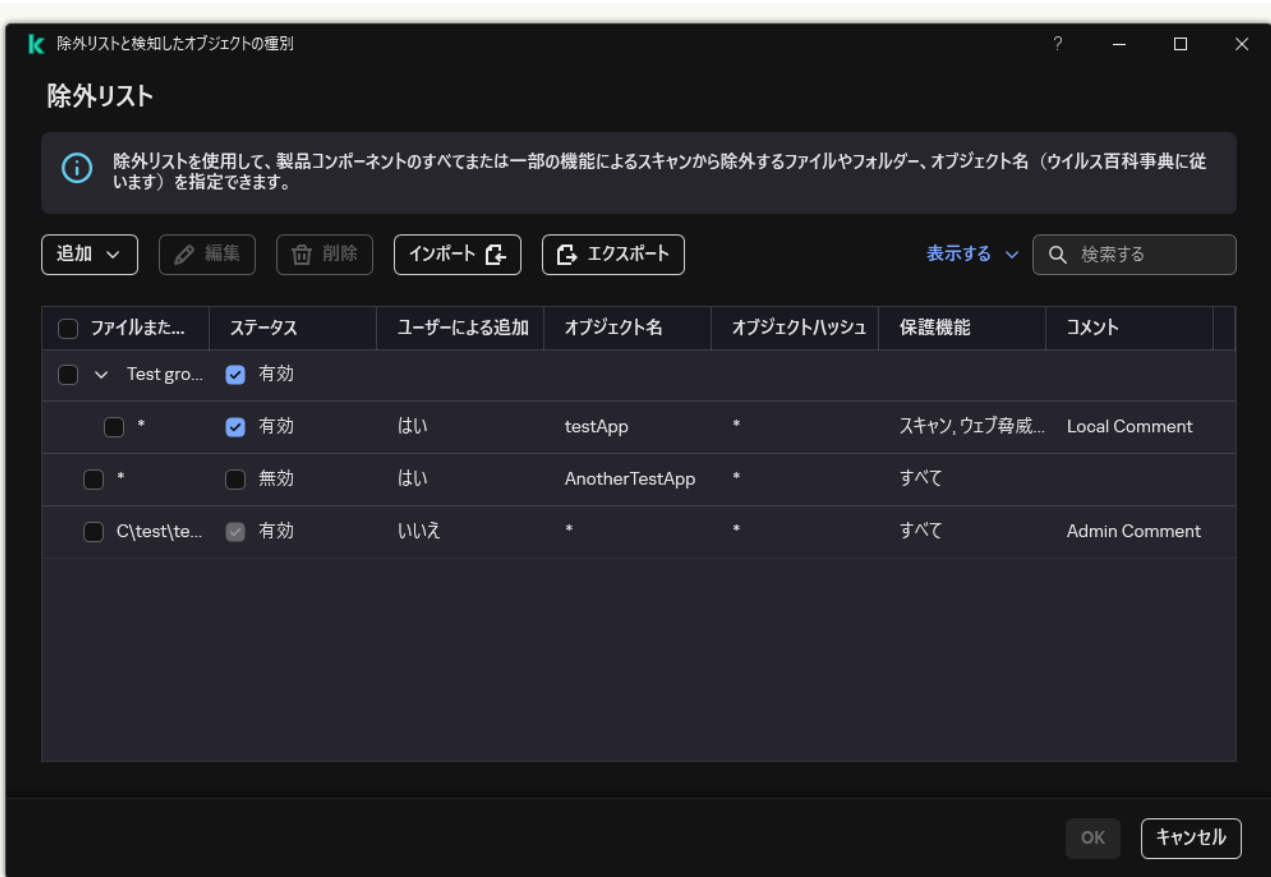 除外リストと検知したオブジェクトの種別
?
除外リスト
除外リストを使用して、製品コンポーネントのすべてまたは一部の機能によるスキャンから除外するファイルやフォルダー、オブジェクト名（ウイルス百科事典に従
います）を指定できます。
追加 編集 削除 インポート エクスポート 表示する 検索する
ファイルまた... ステータス ユーザーによる追加 オブジェクト名 オブジェクトハッシュ 保護機能 コメント
Test gro... 有効
* 有効 はい testApp * スキャン, ウェブ脅威... Local Comment
* 無効 はい AnotherTestApp * すべて
C\test\te... 有効 いいえ * * すべて Admin Comment
OK キャンセル